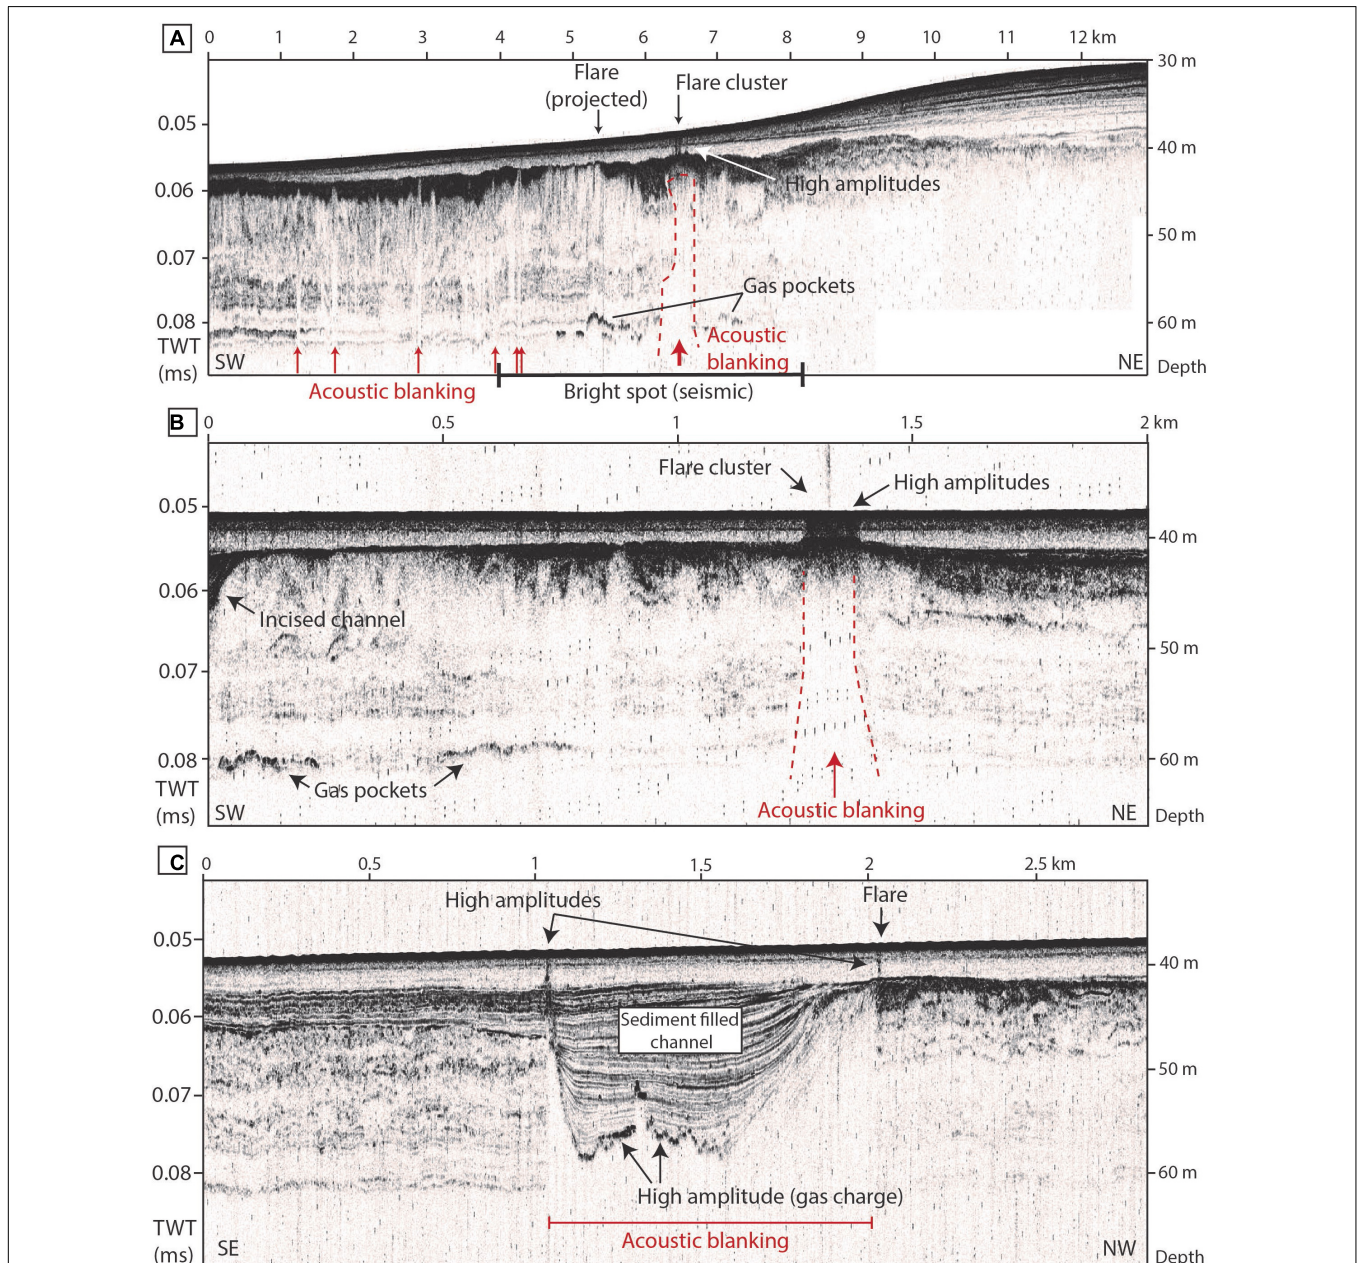 A
0 1 2 3 4 5 6 7 8 9 10 11 12 km
30 m
Flare
(projected)
Flare cluster
0.05
40 m
High amplitudes
0.06
50 m
0.07
Gas pockets
0.08
60 m
TWT
(ms)
SW
Acoustic
blanking
NE
Depth
Acoustic blanking
Bright spot (seismic)
B
0 0.5 1 1.5 2 km
Flare cluster
High amplitudes
0.05
40 m
0.06
Incised channel
50 m
0.07
0.08
60 m
Gas pockets
TWT
(ms)
SW
Acoustic blanking
NE
Depth
C
0 0.5 1 1.5 2 2.5 km
High amplitudes
Flare
0.05
40 m
0.06
Sediment filled
channel
50 m
0.07
0.08
60 m
High amplitude (gas charge)
TWT
(ms)
SE
Acoustic blanking
NW
Depth